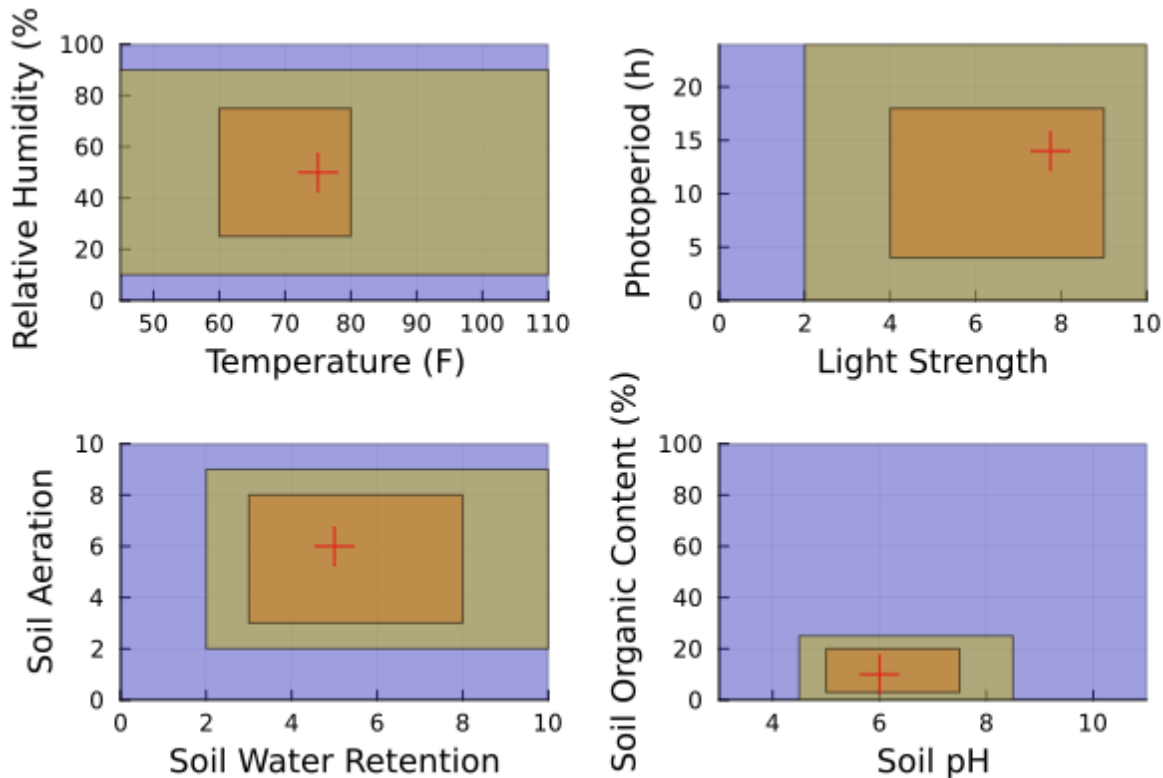 Relative Humidity (%
100
80
60
40
20
0
50 60 70 80 90 100 110
Temperature (F)
Photoperiod (h)
20
15
10
5
0
0 2 4 6 8 10
Light Strength
Soil Aeration
10
8
6
4
2
0
0 2 4 6 8 10
Soil Water Retention
Soil Organic Content (%)
100
80
60
40
20
0
4 6 8 10
Soil pH